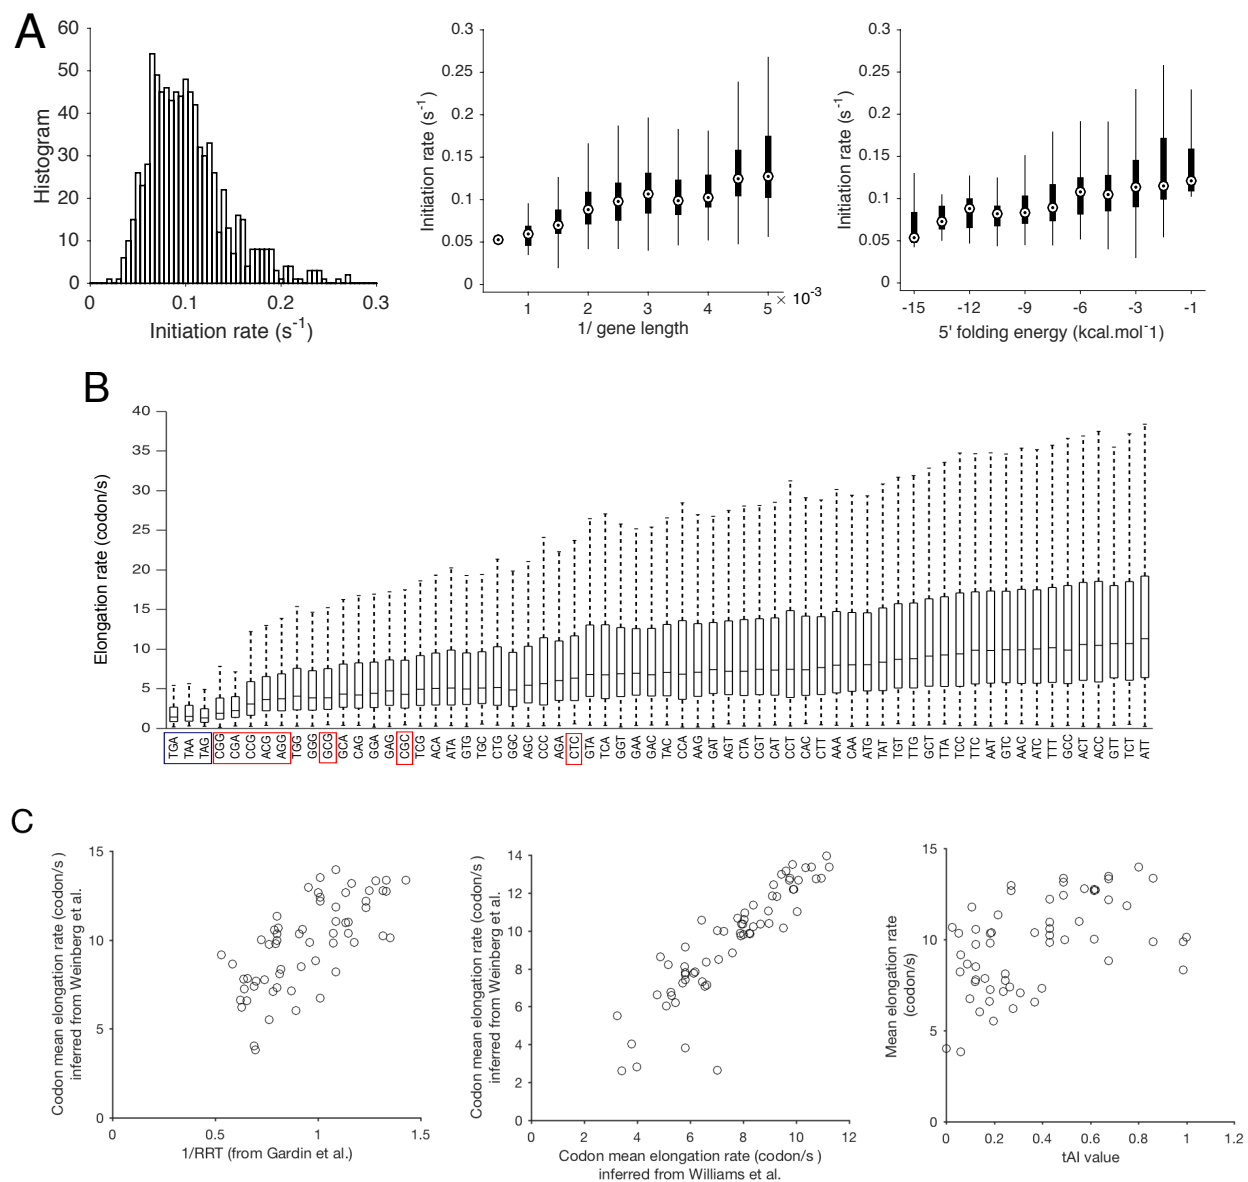 A
60
50
40
30
20
10
0
Histogram
0
0.1
0.2
0.3
Initiation rate (s-1)
0.3
0.25
0.2
0.15
0.1
0.05
0
Initiation rate (s-1)
1
2
3
4
5
× 10-3
1/ gene length
0.3
0.25
0.2
0.15
0.1
0.05
0
Initiation rate (s-1)
-15
-12
-9
-6
-3
-1
5' folding energy (kcal.mol-1)
B
40
35
30
25
20
15
10
5
0
Elongation rate (codon/s)
TGA
TAA
TAG
CGG
CGA
CCG
ACG
AGG
TGG
GGG
GCG
GCA
CAG
GGA
GAG
CGC
TCG
ACA
ATA
GTG
TGC
CTG
GGC
AGC
CCC
AGA
CTC
GTA
TCA
GGT
GAA
GAC
TAC
CCA
AAG
GAT
AGT
CTA
CGT
CAT
CCT
CAC
CTT
AAA
CAA
ATG
TAT
TGT
TTG
GCT
TTA
TCC
TTC
AAT
GTC
AAC
ATC
TTT
GCC
ACT
ACC
GTT
TCT
ATT
C
15
10
5
0
Codon mean elongation rate (codon/s )
inferred from Weinberg et al.
0
0.5
1
1.5
1/RRT (from Gardin et al.)
14
12
10
8
6
4
2
0
Codon mean elongation rate (codon/s )
inferred from Weinberg et al.
0
2
4
6
8
10
12
Codon mean elongation rate (codon/s )
inferred from Williams et al.
15
10
5
0
Mean elongation rate
(codon/s)
0
0.2
0.4
0.6
0.8
1
1.2
tAI value